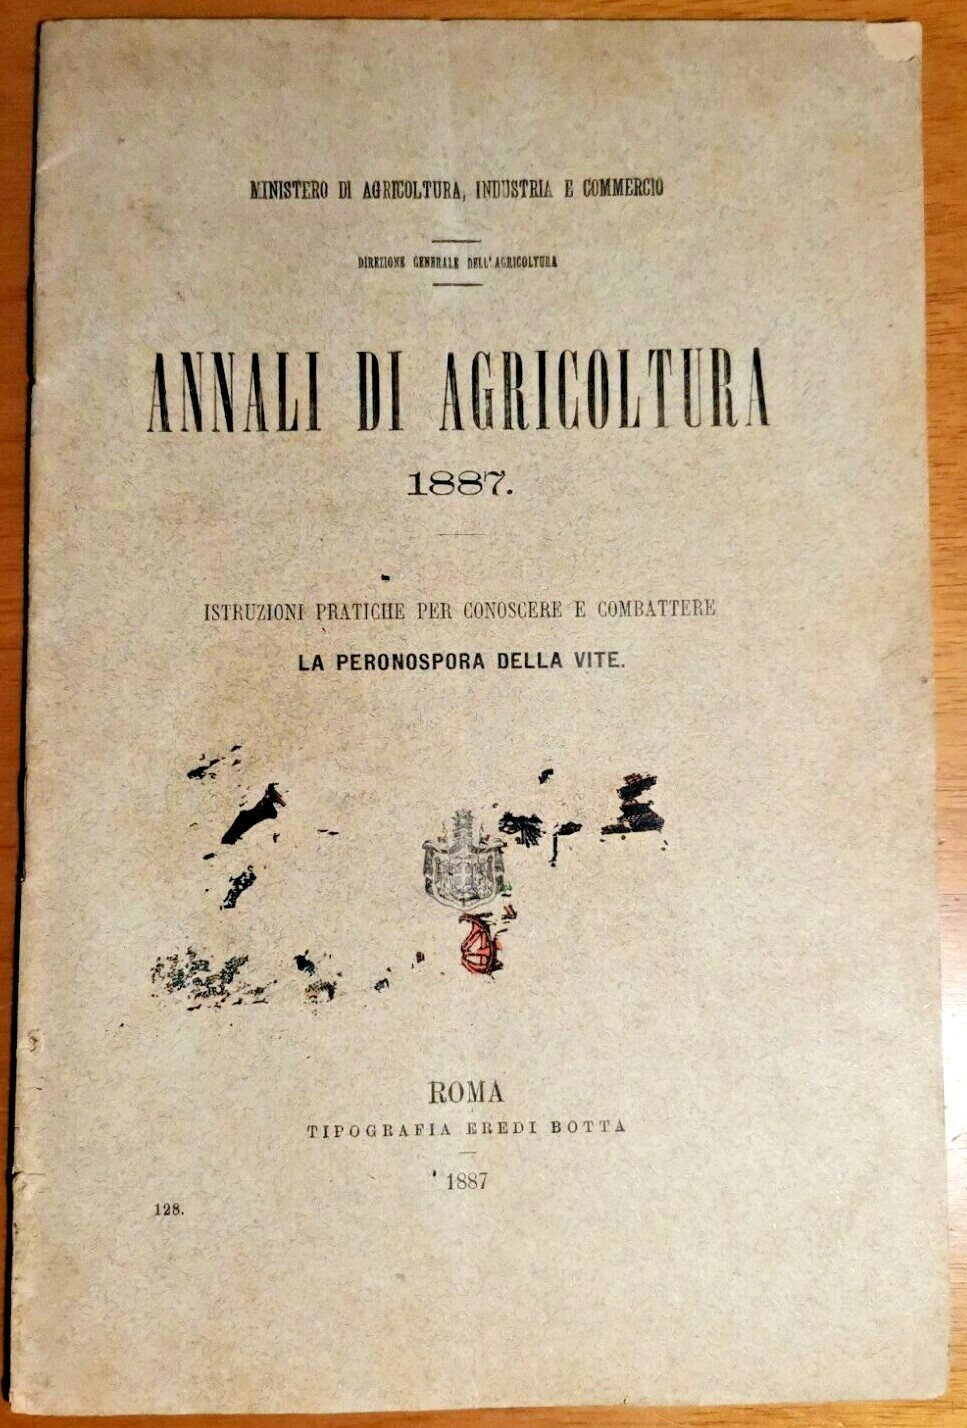 MINISTERO DI AGRICOLTURA, INDUSTRIA E COMMERCIO
DIREZIONE GENERALE DELL'AGRICOLTURA
ANNALI DI AGRICOLTURA
1887.
ISTRUZIONI PRATICHE PER CONOSCERE E COMBATTERE
LA PERONOSPORA DELLA VITE.
ROMA
TIPOGRAFIA EREDI BOTTA
1887
128.